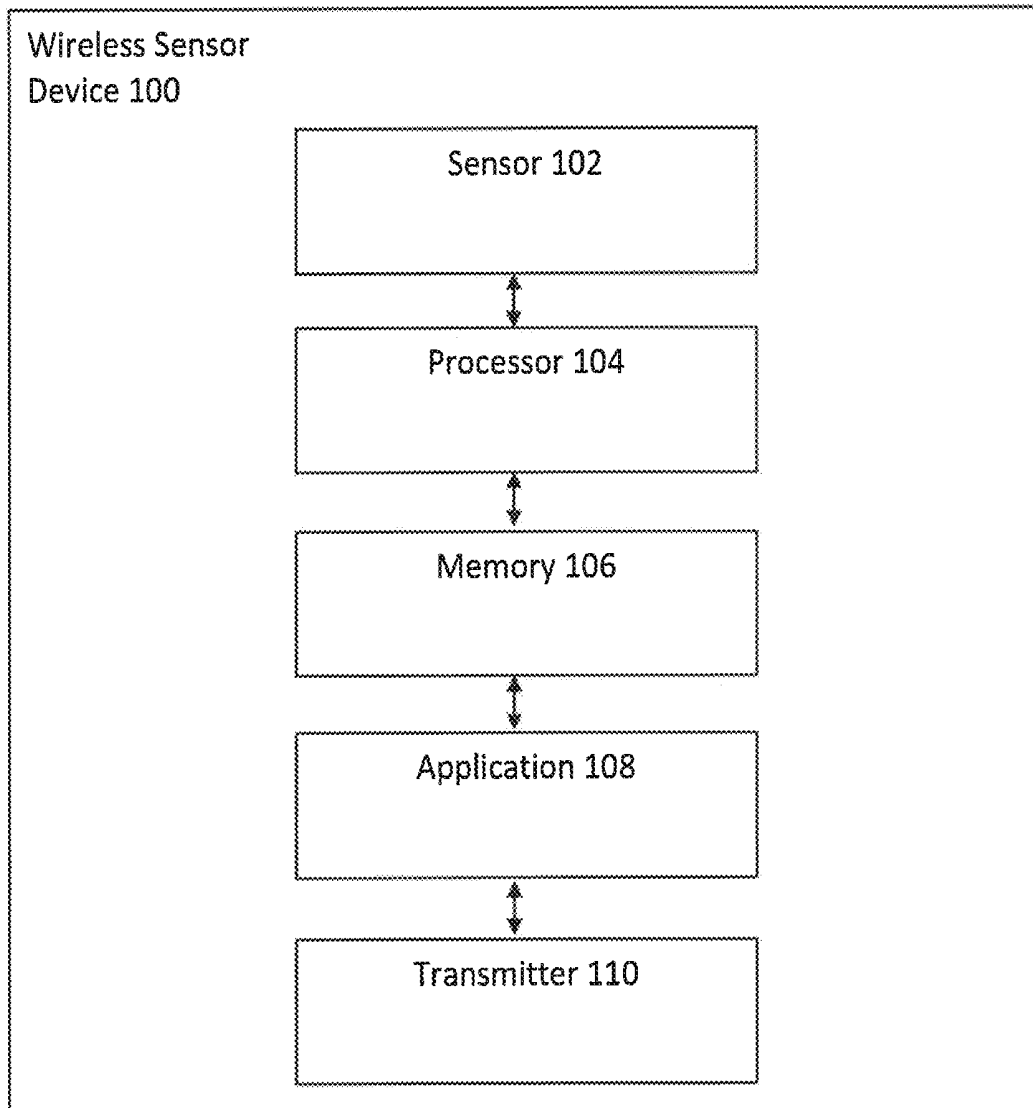 Wireless Sensor
Device 100
Sensor 102
Processor 104
Memory 106
Application 108
Transmitter 110